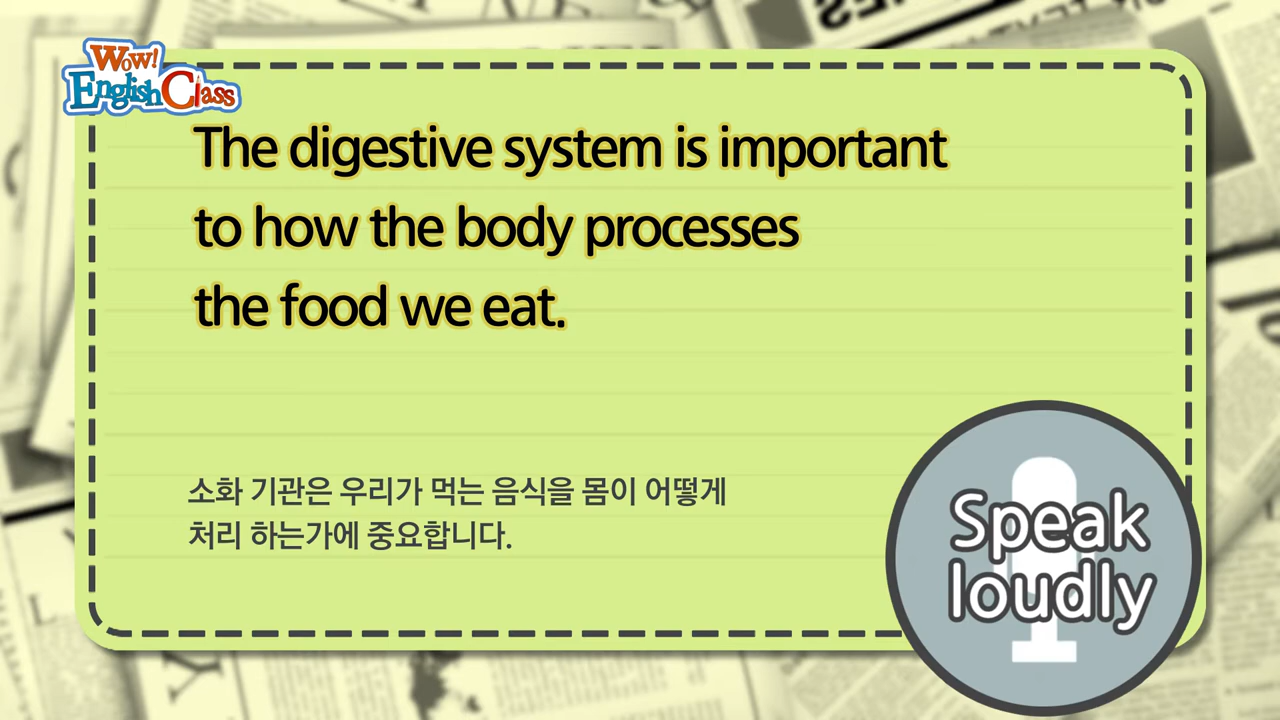 Wow!
English Class
The digestive system is important
to how the body processes
the food we eat.
소화 기관은 우리가 먹는 음식을 몸이 어떻게
처리 하는가에 중요합니다.
Speak
loudly